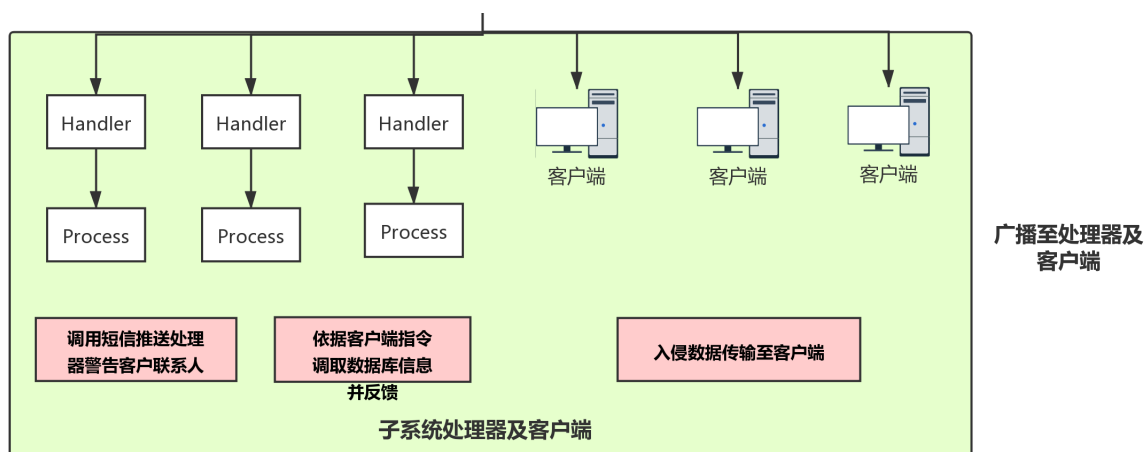 Handler
Handler
Handler
客户端
客户端
客户端
Process
Process
Process
广播至处理器及
客户端
调用短信推送处理
器警告客户联系人
依据客户端指令
调取数据库信息
并反馈
入侵数据传输至客户端
子系统处理器及客户端